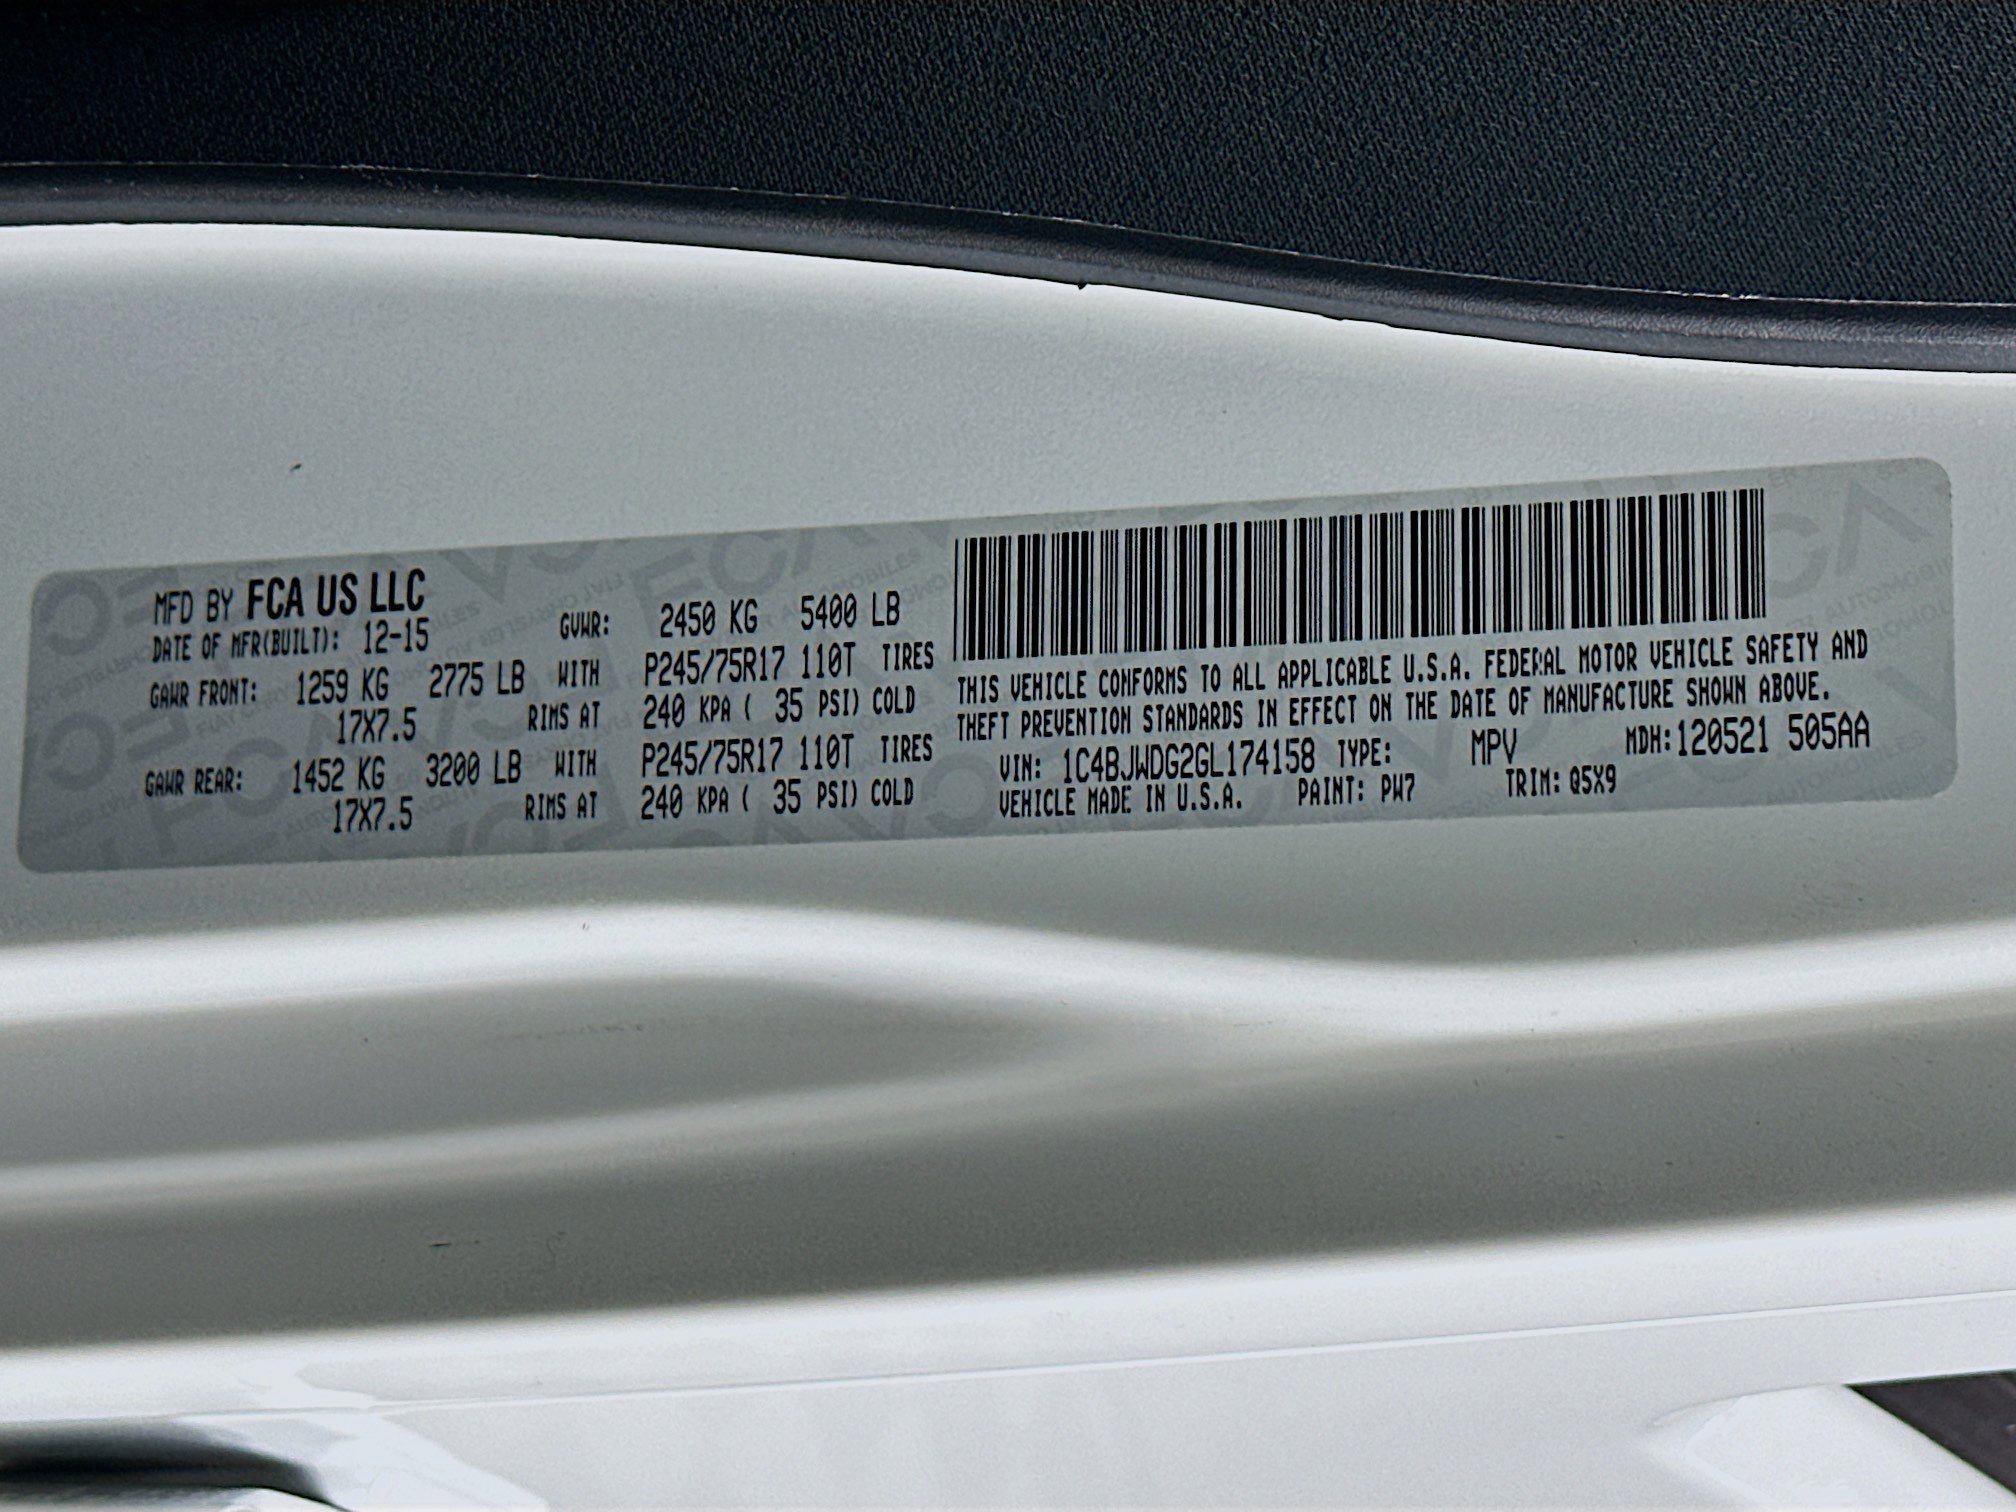 MFD BY FCA US LLC
DATE OF MFR(BUILT): 12-15 GVWR: 2450 KG 5400 LB
GAWR FRONT: 1259 KG 2775 LB WITH P245/75R17 110T TIRES
17X7.5 RIMS AT 240 KPA ( 35 PSI) COLD
GAWR REAR: 1452 KG 3200 LB WITH P245/75R17 110T TIRES
17X7.5 RIMS AT 240 KPA ( 35 PSI) COLD
THIS VEHICLE CONFORMS TO ALL APPLICABLE U.S.A. FEDERAL MOTOR VEHICLE SAFETY AND
THEFT PREVENTION STANDARDS IN EFFECT ON THE DATE OF MANUFACTURE SHOWN ABOVE.
VIN: 1C4BJWDG2GL174158 TYPE: MPV MDH:120521 505AA
VEHICLE MADE IN U.S.A. PAINT: PW7 TRIM: Q5X9